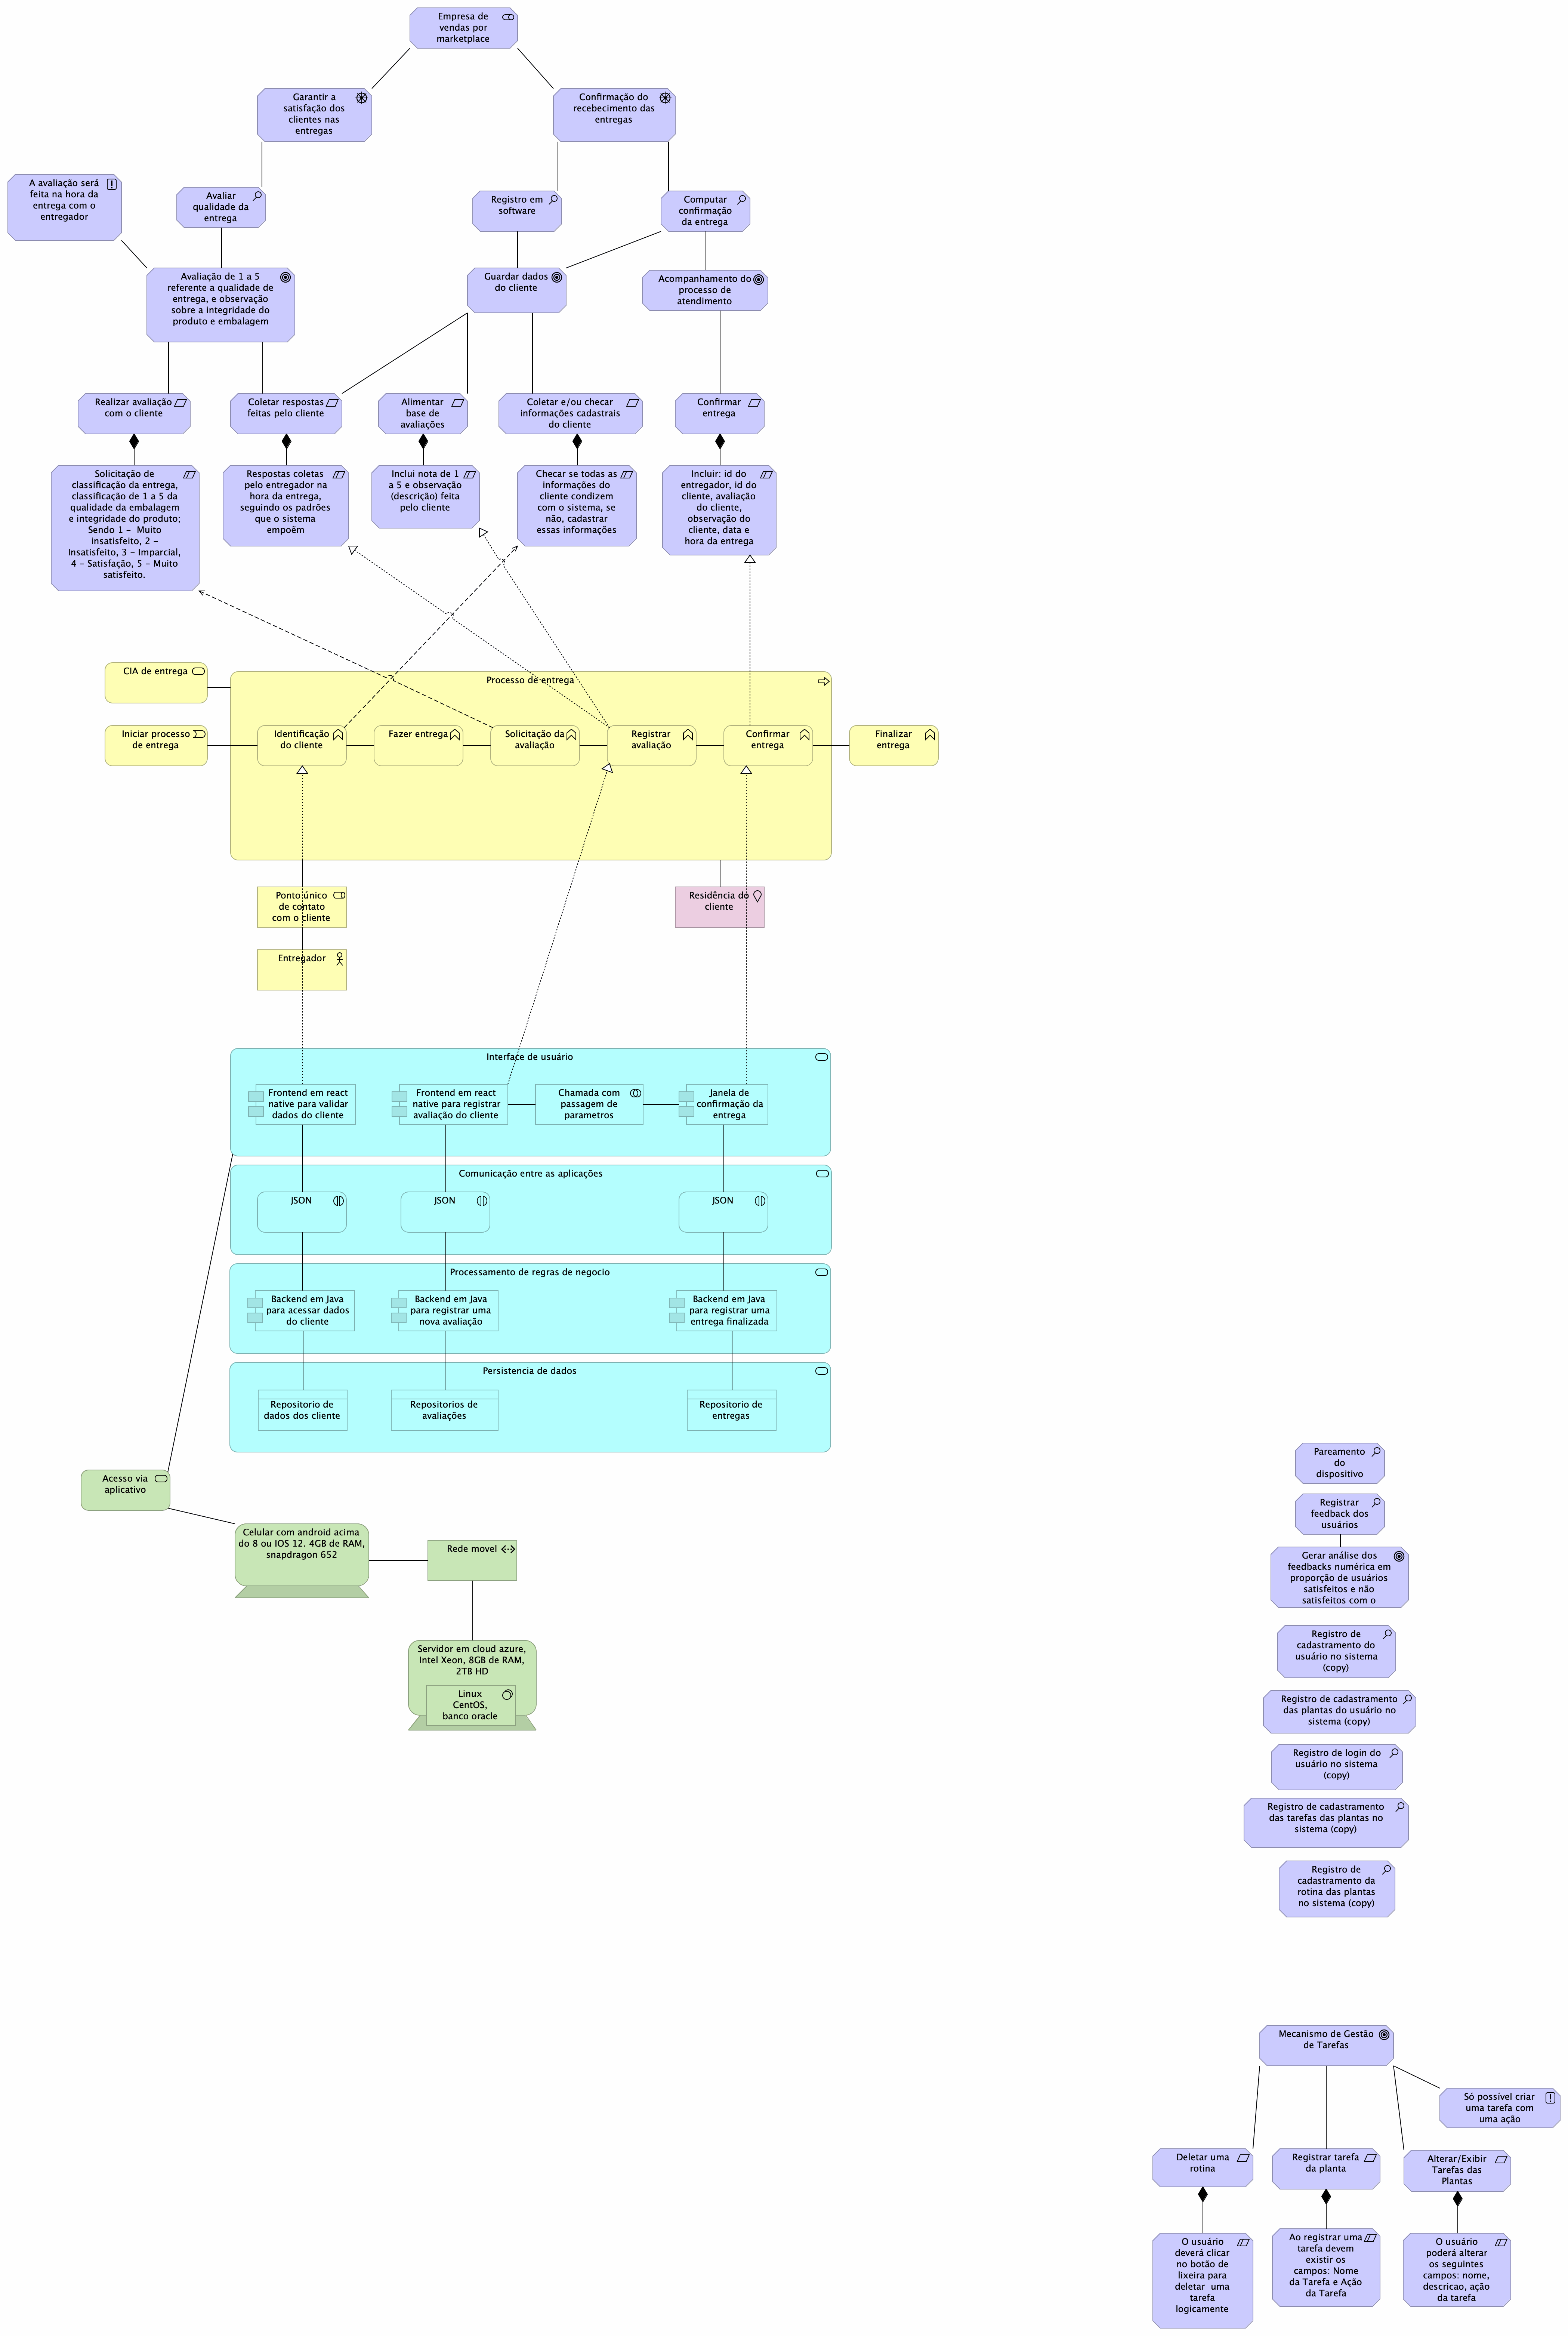 Empresa de
vendas por
marketplace
Garantir a
satisfação dos
clientes nas
entregas
Confirmação do
recebecimento das
entregas
A avaliação será
feita na hora da
entrega com o
entregador
Avaliar
qualidade da
entrega
Registro em
software
Computar
confirmação
da entrega
Avaliação de 1 a 5
referente a qualidade de
entrega, e observação
sobre a integridade do
produto e embalagem
Guardar dados
do cliente
Acompanhamento do
processo de
atendimento
Realizar avaliação
com o cliente
Coletar respostas
feitas pelo cliente
Alimentar
base de
avaliações
Coletar e/ou checar
informações cadastrais
do cliente
Confirmar
entrega
Solicitação de
classificação da entrega,
classificação de 1 a 5 da
qualidade da embalagem
e integridade do produto;
Sendo 1 - Muito
insatisfeito, 2 -
Insatisfeito, 3 - Imparcial,
4 - Satisfação, 5 - Muito
satisfeito.
Respostas coletas
pelo entregador na
hora da entrega,
seguindo os padrões
que o sistema
empoêm
Inclui nota de 1
a 5 e observação
(descrição) feita
pelo cliente
Checar se todas as
informações do
cliente condizem
com o sistema, se
não, cadastrar
essas informações
Incluir: id do
entregador, id do
cliente, avaliação
do cliente,
observação do
cliente, data e
hora da entrega
CIA de entrega
Processo de entrega
Iniciar processo
de entrega
Identificação
do cliente
Fazer entrega
Solicitação da
avaliação
Registrar
avaliação
Confirmar
entrega
Finalizar
entrega
Ponto único
de contato
com o cliente
Residência do
cliente
Entregador
Interface de usuário
Frontend em react
native para validar
dados do cliente
Frontend em react
native para registrar
avaliação do cliente
Chamada com
passagem de
parametros
Janela de
confirmação da
entrega
Comunicação entre as aplicações
JSON
JSON
JSON
Processamento de regras de negocio
Backend em Java
para acessar dados
do cliente
Backend em Java
para registrar uma
nova avaliação
Backend em Java
para registrar uma
entrega finalizada
Persistencia de dados
Repositorio de
dados dos cliente
Repositorios de
avaliações
Repositorio de
entregas
Acesso via
aplicativo
Celular com android acima
do 8 ou IOS 12. 4GB de RAM,
snapdragon 652
Rede movel
Servidor em cloud azure,
Intel Xeon, 8GB de RAM,
2TB HD
Linux
CentOS,
banco oracle
Pareamento
do
dispositivo
Registrar
feedback dos
usuários
Gerar análise dos
feedbacks numérica em
proporção de usuários
satisfeitos e não
satisfeitos com o
Registro de
cadastramento do
usuário no sistema
(copy)
Registro de cadastramento
das plantas do usuário no
sistema (copy)
Registro de login do
usuário no sistema
(copy)
Registro de cadastramento
das tarefas das plantas no
sistema (copy)
Registro de
cadastramento da
rotina das plantas
no sistema (copy)
Mecanismo de Gestão
de Tarefas
Só possível criar
uma tarefa com
uma ação
Deletar uma
rotina
Registrar tarefa
da planta
Alterar/Exibir
Tarefas das
Plantas
O usuário
deverá clicar
no botão de
lixeira para
deletar uma
tarefa
logicamente
Ao registrar uma
tarefa devem
existir os
campos: Nome
da Tarefa e Ação
da Tarefa
O usuário
poderá alterar
os seguintes
campos: nome,
descricao, ação
da tarefa